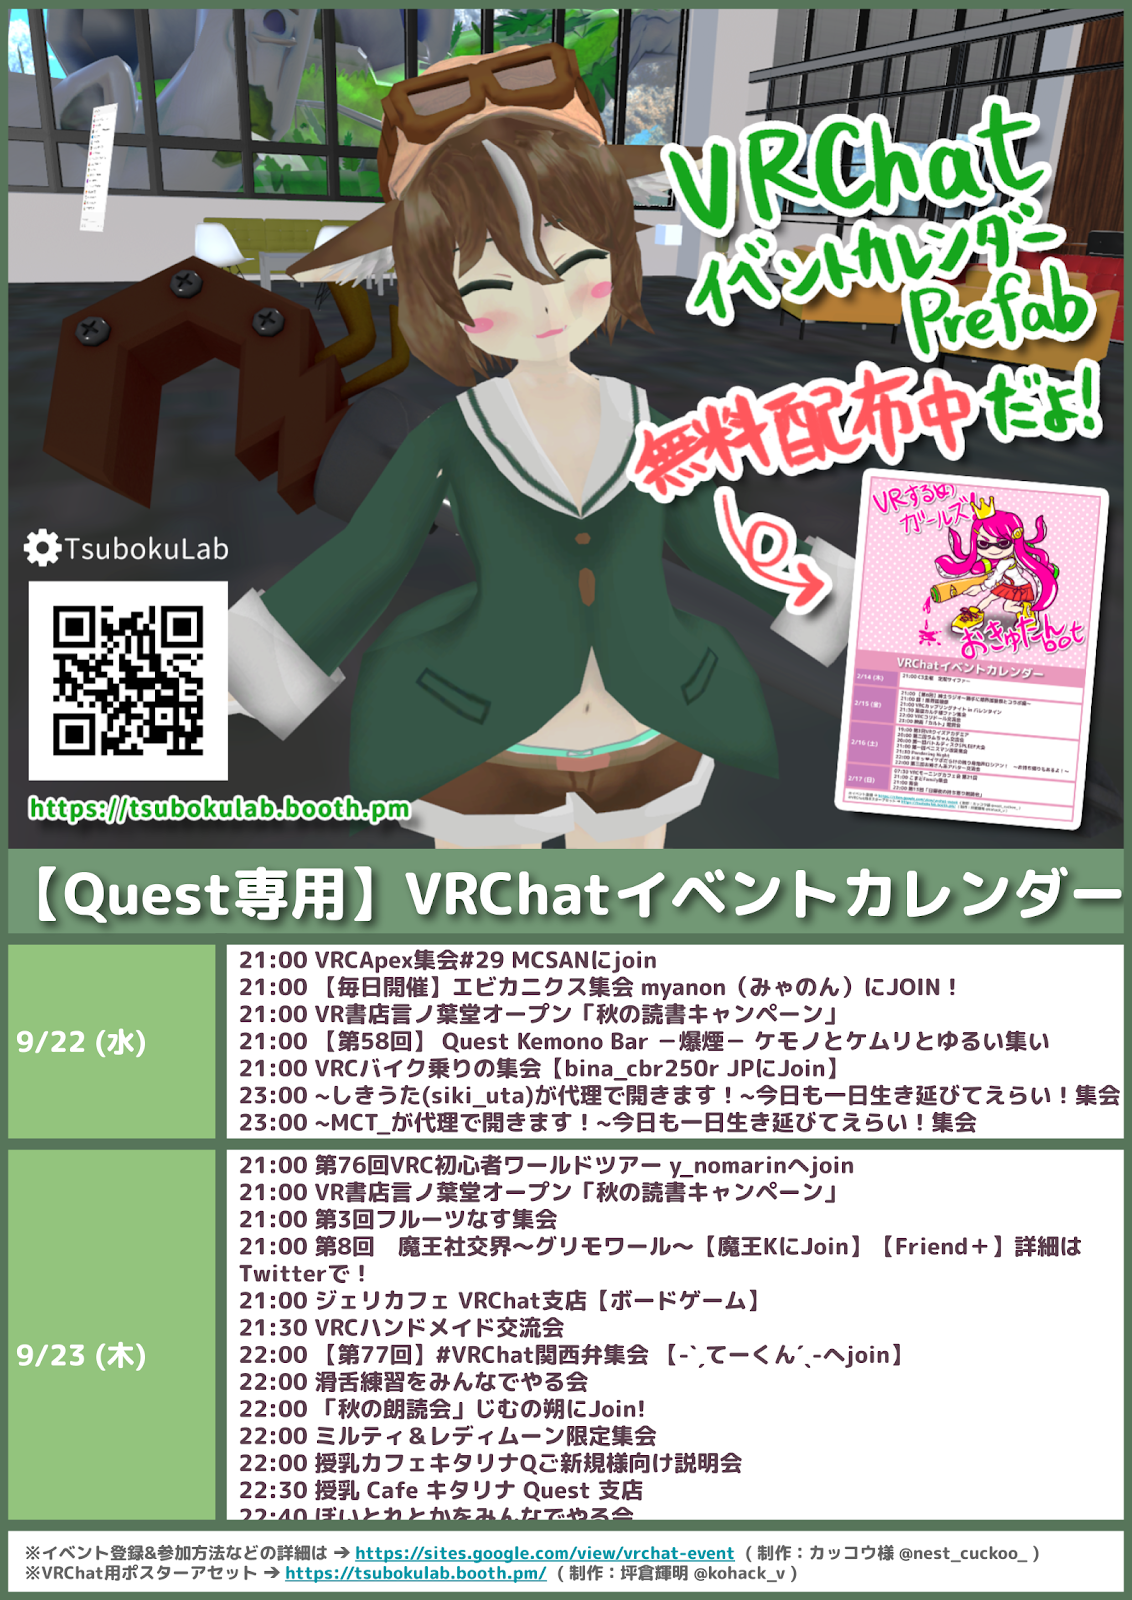 VRChat
イベントカレンダー
Prefab
無料配布中だよ!
TsubokuLab
https://tsubokulab.booth.pm
VRするめ
ガールズ
おきゅたんbot
VRChatイベントカレンダー
2/14 (木)
2/15 (金)
2/16 (土)
2/17 (日)
【Quest専用】VRChatイベントカレンダー
9/22 (水)
21:00 VRCApex集会#29 MCSANにjoin
21:00 【毎日開催】エビカニクス集会 myanon（みゃのん）にJOIN！
21:00 VR書店言ノ葉堂オープン「秋の読書キャンペーン」
21:00 【第58回】 Quest Kemono Bar －爆煙－ ケモノとケムリとゆるい集い
21:00 VRCバイク乗りの集会【bina_cbr250r JPにJoin】
23:00 ~しきうた(siki_uta)が代理で開きます！~今日も一日生き延びてえらい！集会
23:00 ~MCT_が代理で開きます！~今日も一日生き延びてえらい！集会
9/23 (木)
21:00 第76回VRC初心者ワールドツアー y_nomarinへjoin
21:00 VR書店言ノ葉堂オープン「秋の読書キャンペーン」
21:00 第3回フルーツなす集会
21:00 第8回　魔王社交界～グリモワール～【魔王KにJoin】【Friend＋】詳細は
Twitterで！
21:00 ジェリカフェ VRChat支店【ボードゲーム】
21:30 VRCハンドメイド交流会
22:00 【第77回】#VRChat関西弁集会 【-`ˏてーくんˊˎ-へjoin】
22:00 滑舌練習をみんなでやる会
22:00 「秋の朗読会」じむの朔にJoin!
22:00 ミルティ＆レディムーン限定集会
22:00 授乳カフェキタリナQご新規様向け説明会
22:30 授乳 Cafe キタリナ Quest 支店
22:40 ぼいとれとかをみんなでやる会
※イベント登録&参加方法などの詳細は ➔ https://sites.google.com/view/vrchat-event ( 制作：カッコウ様 @nest_cuckoo_ )
※VRChat用ポスターアセット ➔ https://tsubokulab.booth.pm/ ( 制作：坪倉輝明 @kohack_v )